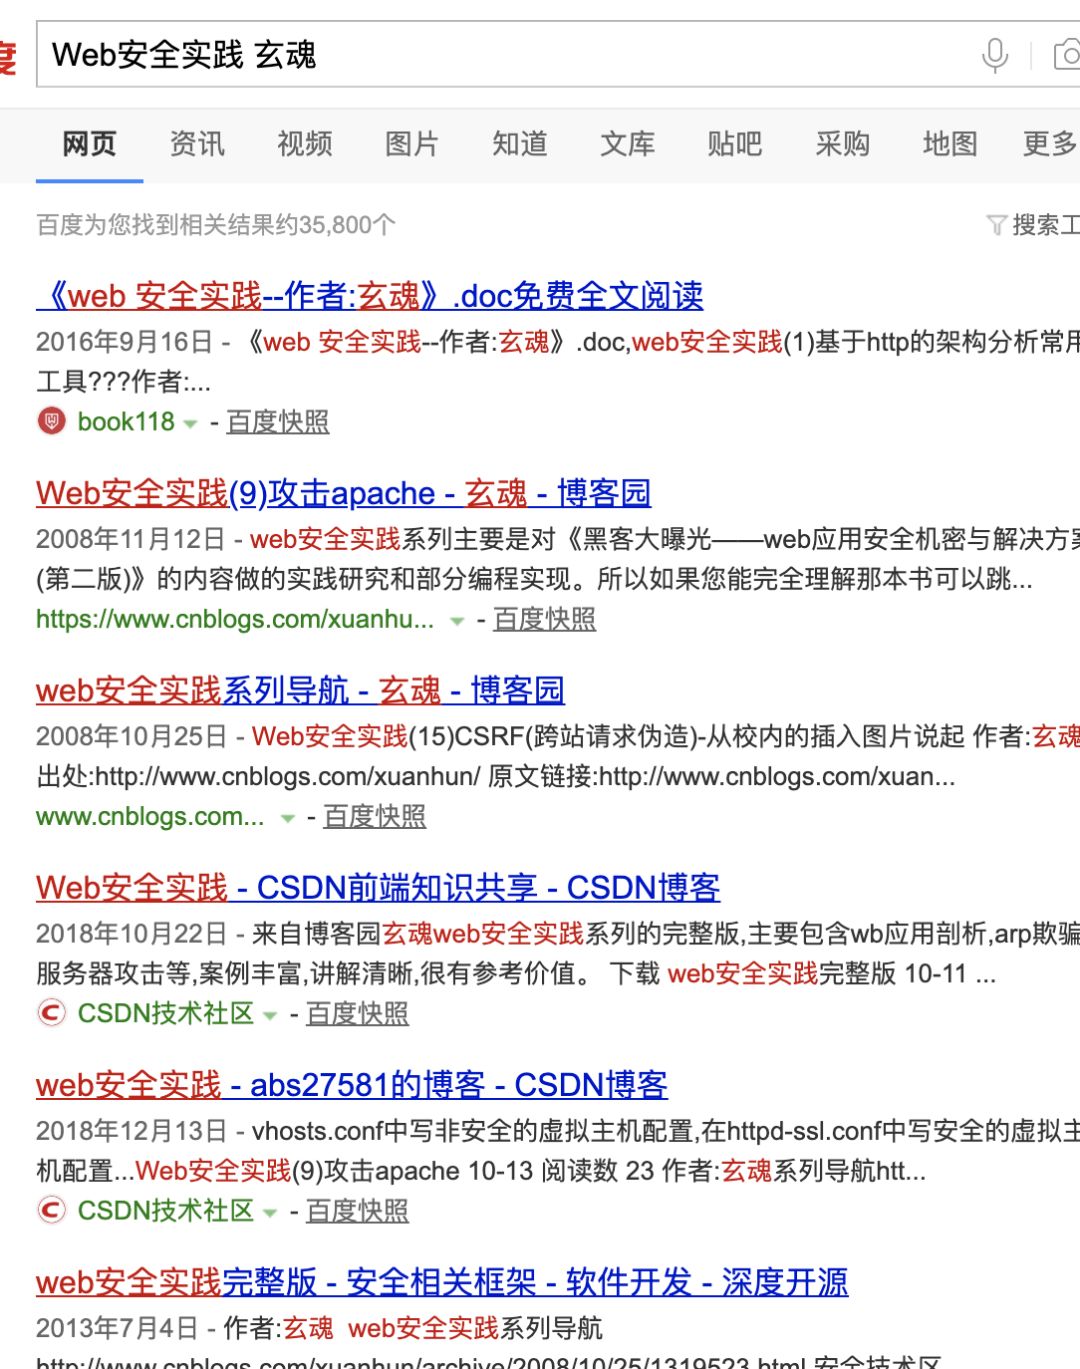 度
Web安全实践 玄魂
网页 资讯 视频 图片 知道 文库 贴吧 采购 地图 更多
百度为您找到相关结果约35,800个 搜索工
《web 安全实践--作者:玄魂》.doc免费全文阅读
2016年9月16日 - 《web 安全实践--作者:玄魂》.doc,web安全实践(1)基于http的架构分析常用
工具???作者:...
book118 - 百度快照
Web安全实践(9)攻击apache - 玄魂 - 博客园
2008年11月12日 - web安全实践系列主要是对《黑客大曝光——web应用安全机密与解决方案
(第二版)》的内容做的实践研究和部分编程实现。所以如果您能完全理解那本书可以跳...
https://www.cnblogs.com/xuanhu... - 百度快照
web安全实践系列导航 - 玄魂 - 博客园
2008年10月25日 - Web安全实践(15)CSRF(跨站请求伪造)-从校内的插入图片说起 作者:玄魂
出处:http://www.cnblogs.com/xuanhun/ 原文链接:http://www.cnblogs.com/xuan...
www.cnblogs.com... - 百度快照
Web安全实践 - CSDN前端知识共享 - CSDN博客
2018年10月22日 - 来自博客园玄魂web安全实践系列的完整版,主要包含wb应用剖析,arp欺骗
服务器攻击等,案例丰富,讲解清晰,很有参考价值。 下载 web安全实践完整版 10-11 ...
CSDN技术社区 - 百度快照
web安全实践 - abs27581的博客 - CSDN博客
2018年12月13日 - vhosts.conf中写非安全的虚拟主机配置,在httpd-ssl.conf中写安全的虚拟主
机配置...Web安全实践(9)攻击apache 10-13 阅读数 23 作者:玄魂系列导航htt...
CSDN技术社区 - 百度快照
web安全实践完整版 - 安全相关框架 - 软件开发 - 深度开源
2013年7月4日 - 作者:玄魂 web安全实践系列导航
http://www.cnblogs.com/xuanhun/archive/2008/10/25/1319523.html 安全技术区